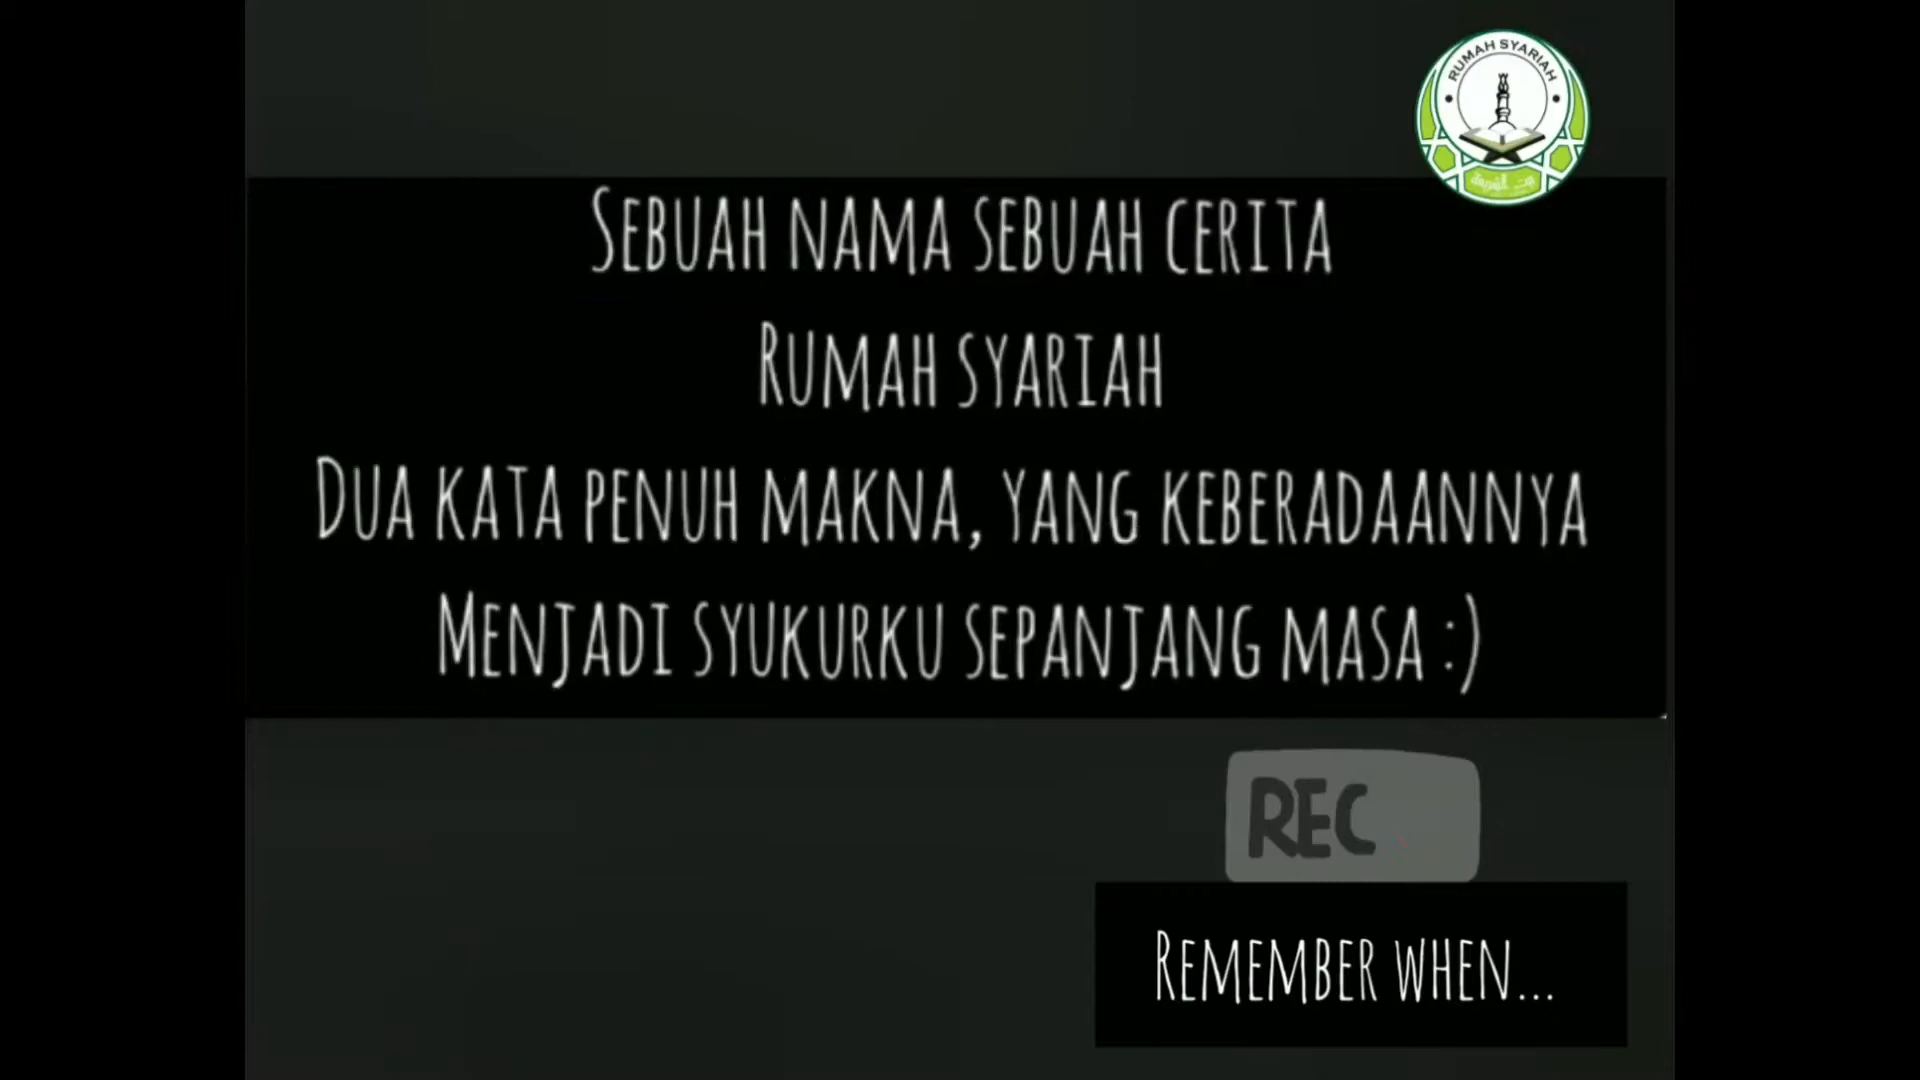 RUMAH SYARIAH
Sebuah nama sebuah cerita
Rumah syariah
Dua kata penuh makna, yang keberadaannya
Menjadi syukurku sepanjang masa :)
REC
Remember when...